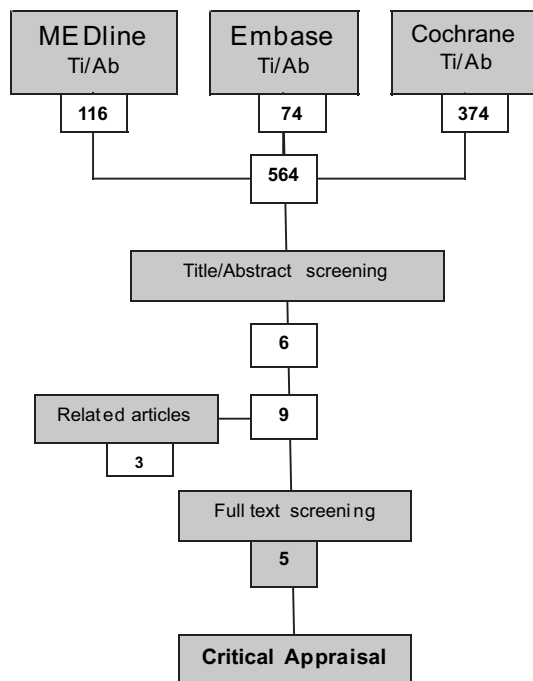 MEDline
Ti/Ab
116
Embase
Ti/Ab
74
Cochrane
Ti/Ab
374
564
Title/Abstract screening
6
Related articles
3
9
Full text screening
5
Critical Appraisal